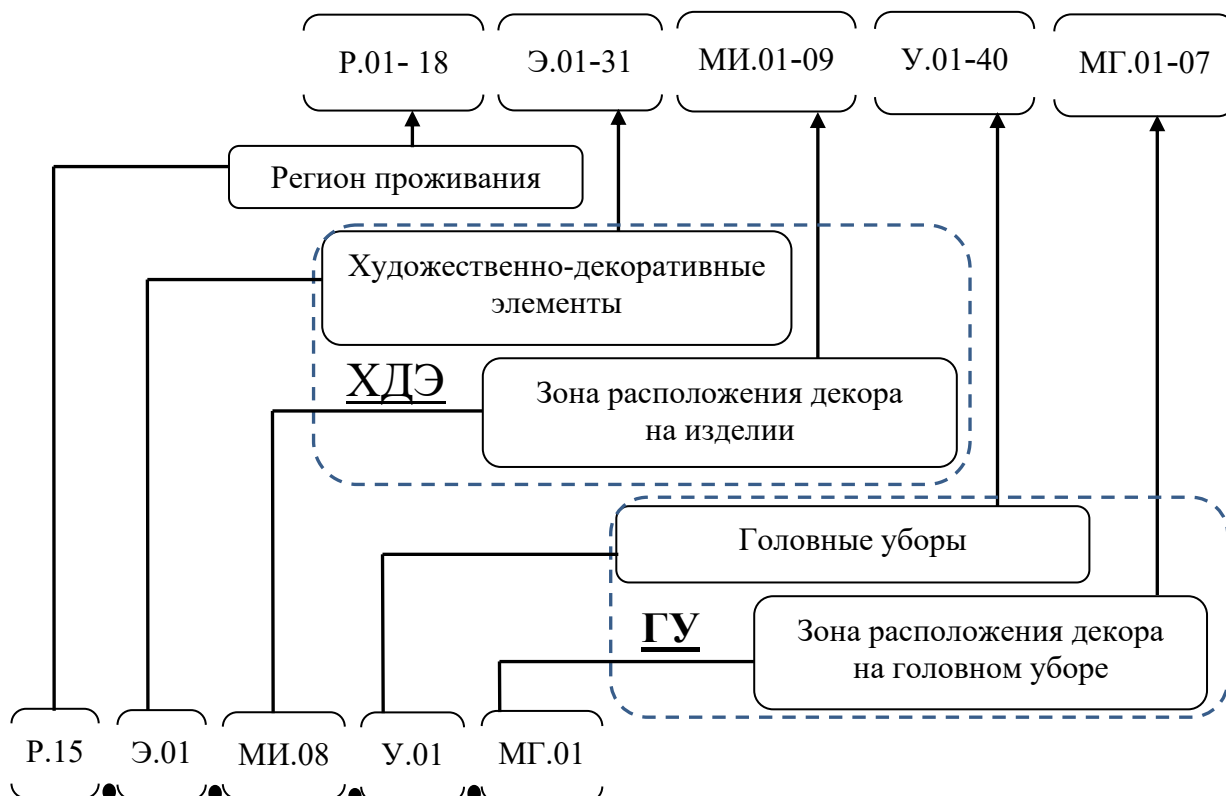 Р.01- 18
Э.01-31
МИ.01-09
У.01-40
МГ.01-07
Регион проживания
Художественно-декоративные
элементы
ХДЭ
Зона расположения декора
на изделии
Головные уборы
ГУ
Зона расположения декора
на головном уборе
Р.15
Э.01
МИ.08
У.01
МГ.01